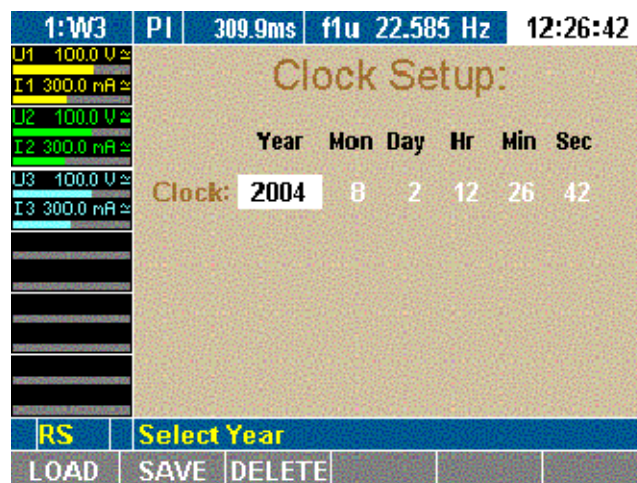 1:W3 PI 309.9ms f1u 22.585 Hz 12:26:42
U1 100.0 V ≃
I1 300.0 mA ≃
U2 100.0 V ≃
I2 300.0 mA ≃
U3 100.0 V ≃
I3 300.0 mA ≃
Clock Setup:
Year Mon Day Hr Min Sec
Clock: 2004 8 2 12 26 42
RS Select Year
LOAD SAVE DELETE